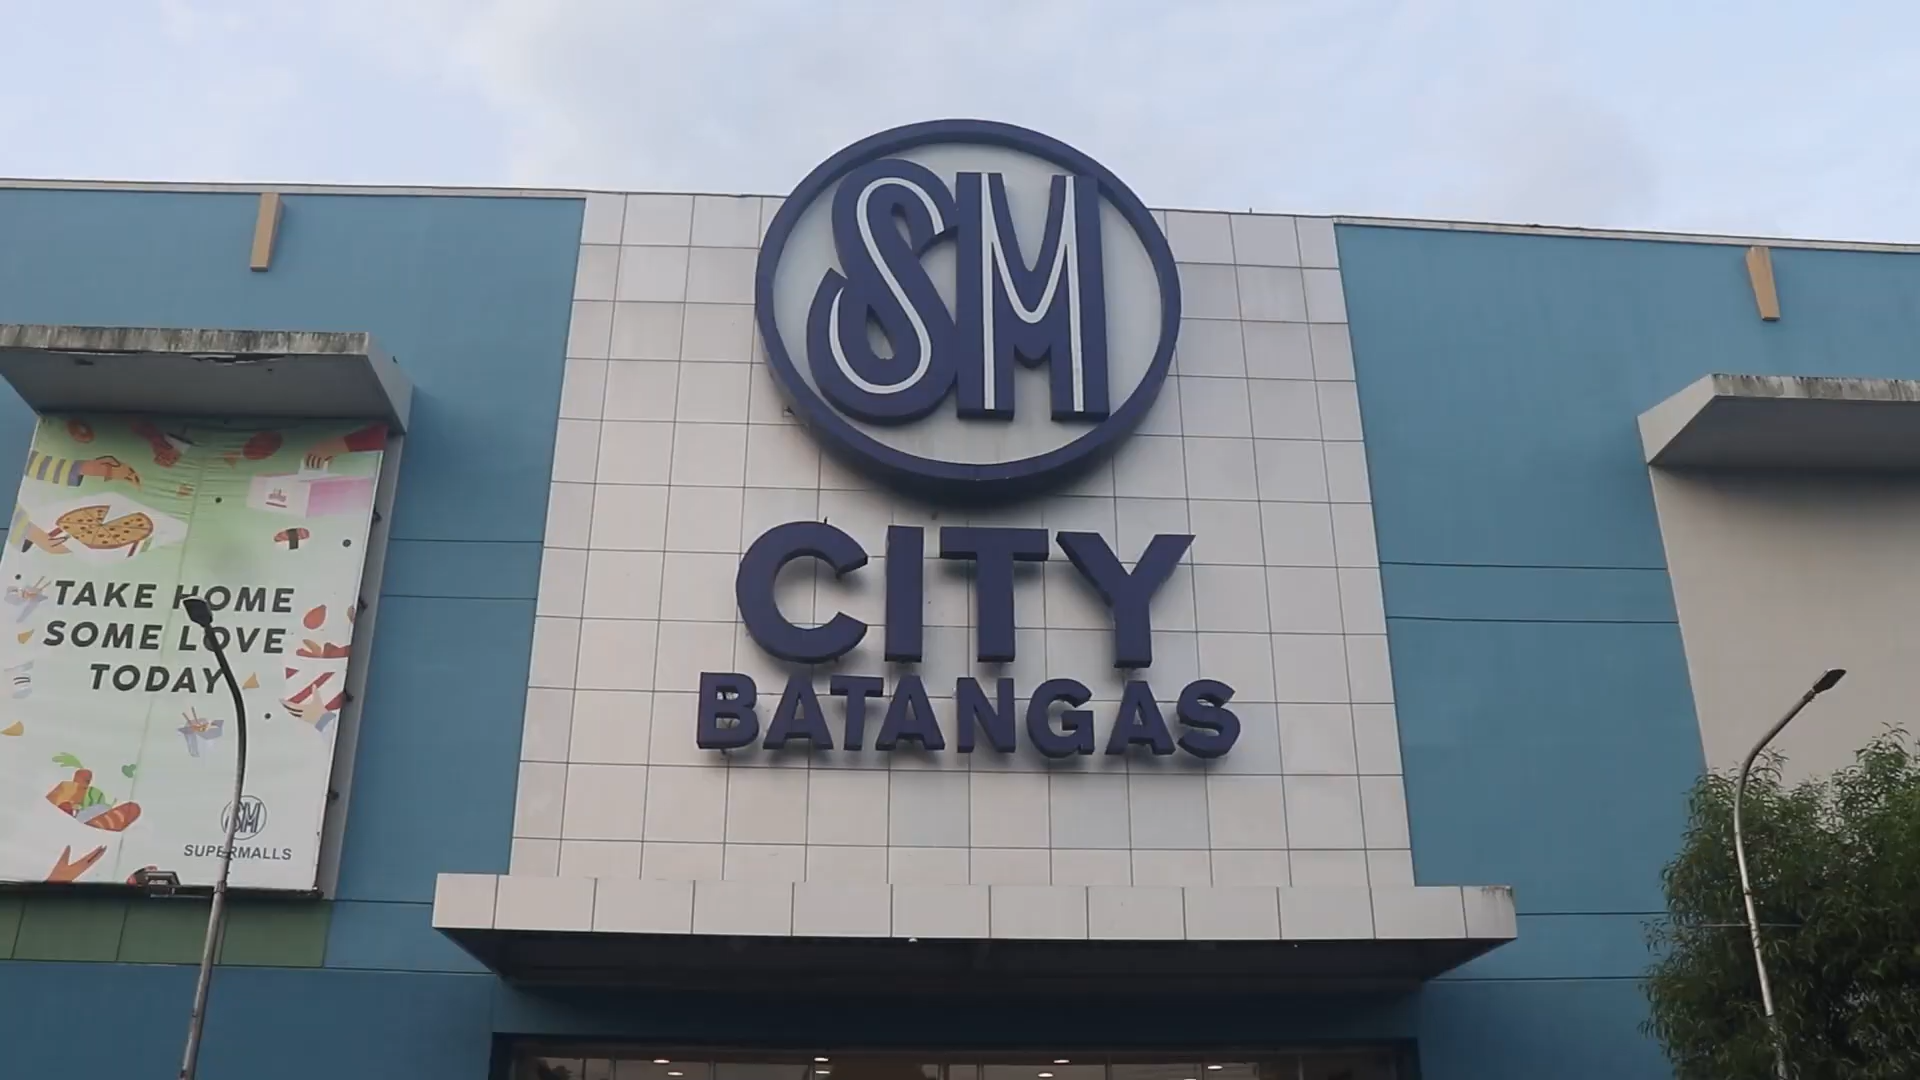 SM
CITY
BATANGAS
TAKE HOME
SOME LOVE
TODAY
SM
SUPERMALLS